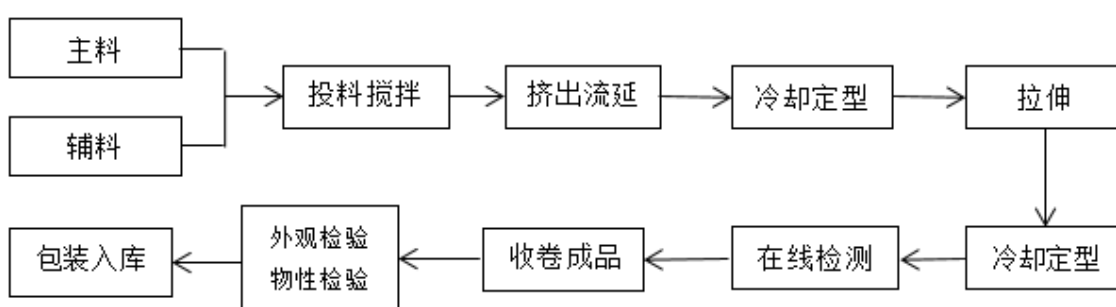 主料
辅料
投料搅拌
挤出流延
冷却定型
拉伸
冷却定型
在线检测
收卷成品
外观检验
物性检验
包装入库